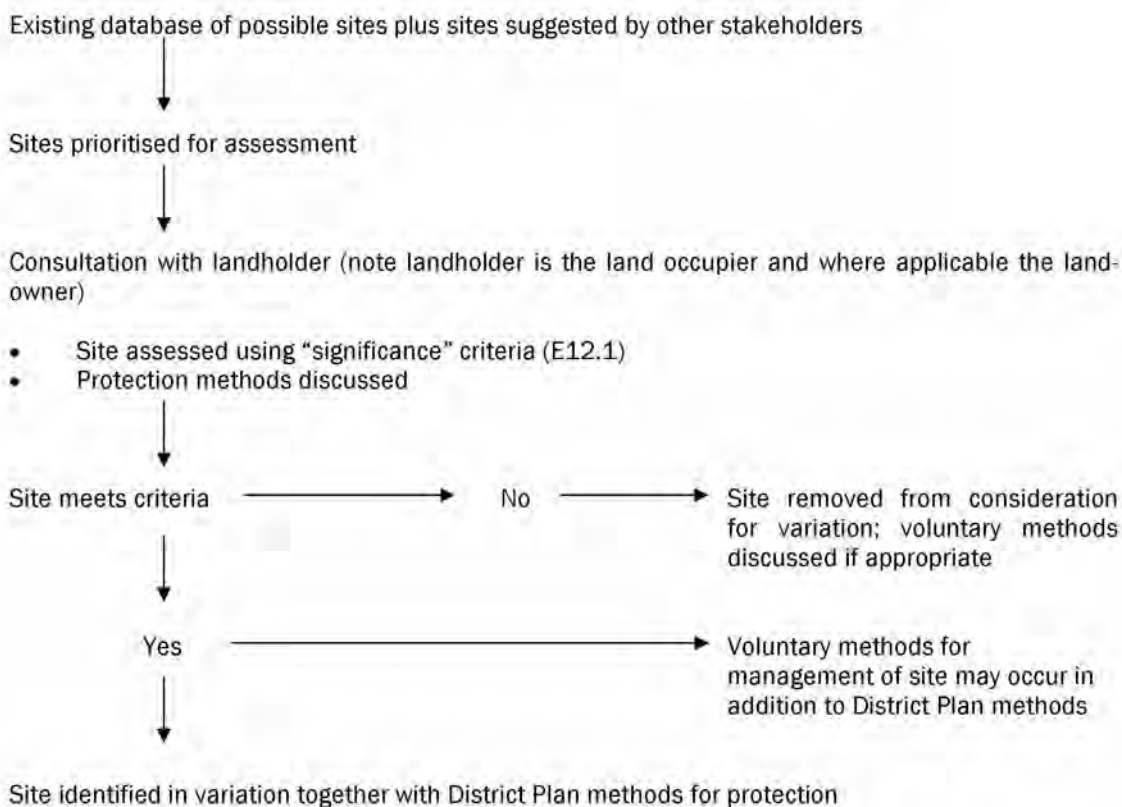 Existing database of possible sites plus sites suggested by other stakeholders
Sites prioritised for assessment
Consultation with landholder (note landholder is the land occupier and where applicable the land-
owner)
• Site assessed using “significance” criteria (E12.1)
• Protection methods discussed
Site meets criteria
No
Site removed from consideration
for variation; voluntary methods
discussed if appropriate
Yes
Voluntary methods for
management of site may occur in
addition to District Plan methods
Site identified in variation together with District Plan methods for protection